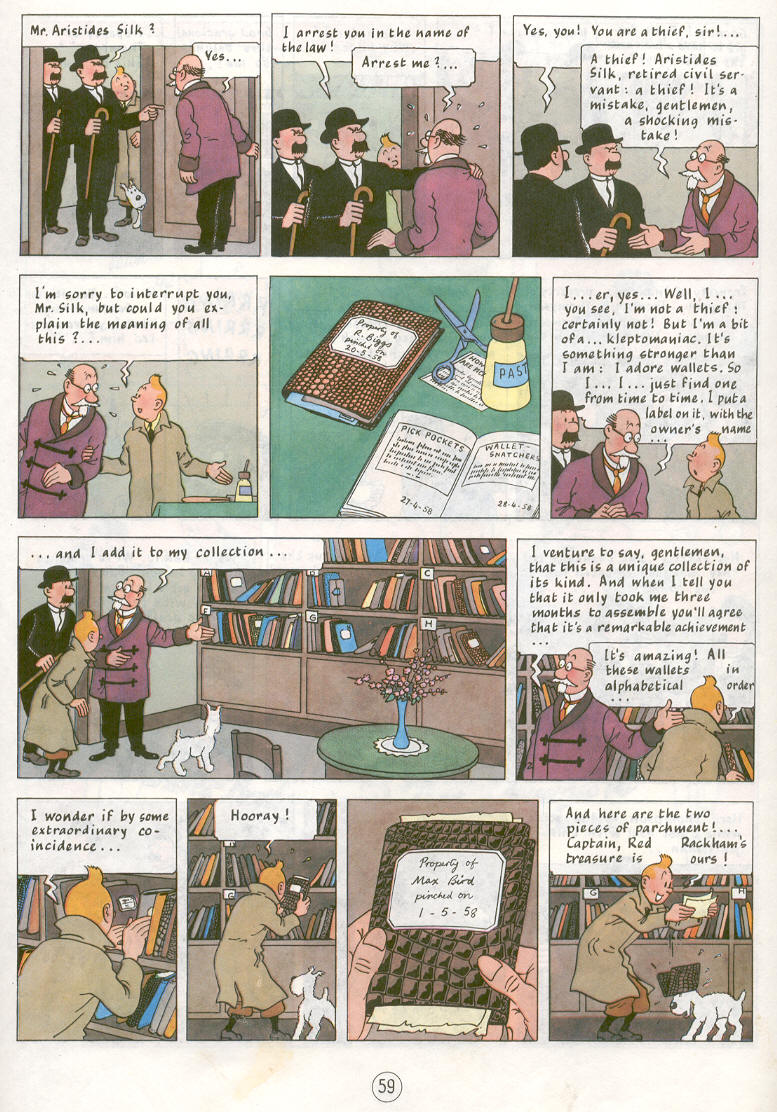 Mr. Aristides Silk?
Yes...
I arrest you in the name of
the law!
Arrest me?...
Yes, you! You are a thief, sir!...
A thief! Aristides
Silk, retired civil ser-
vant: a thief! It's a
mistake, gentlemen,
a shocking mis-
take!
I'm sorry to interrupt you,
Mr. Silk, but could you ex-
plain the meaning of all
this?...
Property of
R. Biggs
pinched on
20-3-58
PAST
PICK POCKETS
27-4-58
WALLET-
SNATCHERS
28-4-58
I...er, yes... Well, I...
you see, I'm not a thief:
certainly not! But I'm a bit
of a... kleptomaniac. It's
something stronger than
I am: I adore wallets. So
I... I... just find one
from time to time. I put a
label on it, with the
owner's name
...
...and I add it to my collection...
A
C
F
G
H
I venture to say, gentlemen,
that this is a unique collection of
its kind. And when I tell you
that it only took me three
months to assemble you'll agree
that it's a remarkable achievement
...
It's amazing! All
these wallets in
alphabetical order
...
I wonder if by some
extraordinary co-
incidence...
Hooray!
G
Property of
Max Bird
pinched on
1-5-58
And here are the two
pieces of parchment!...
Captain, Red Rackham's
treasure is ours!
G
H
59